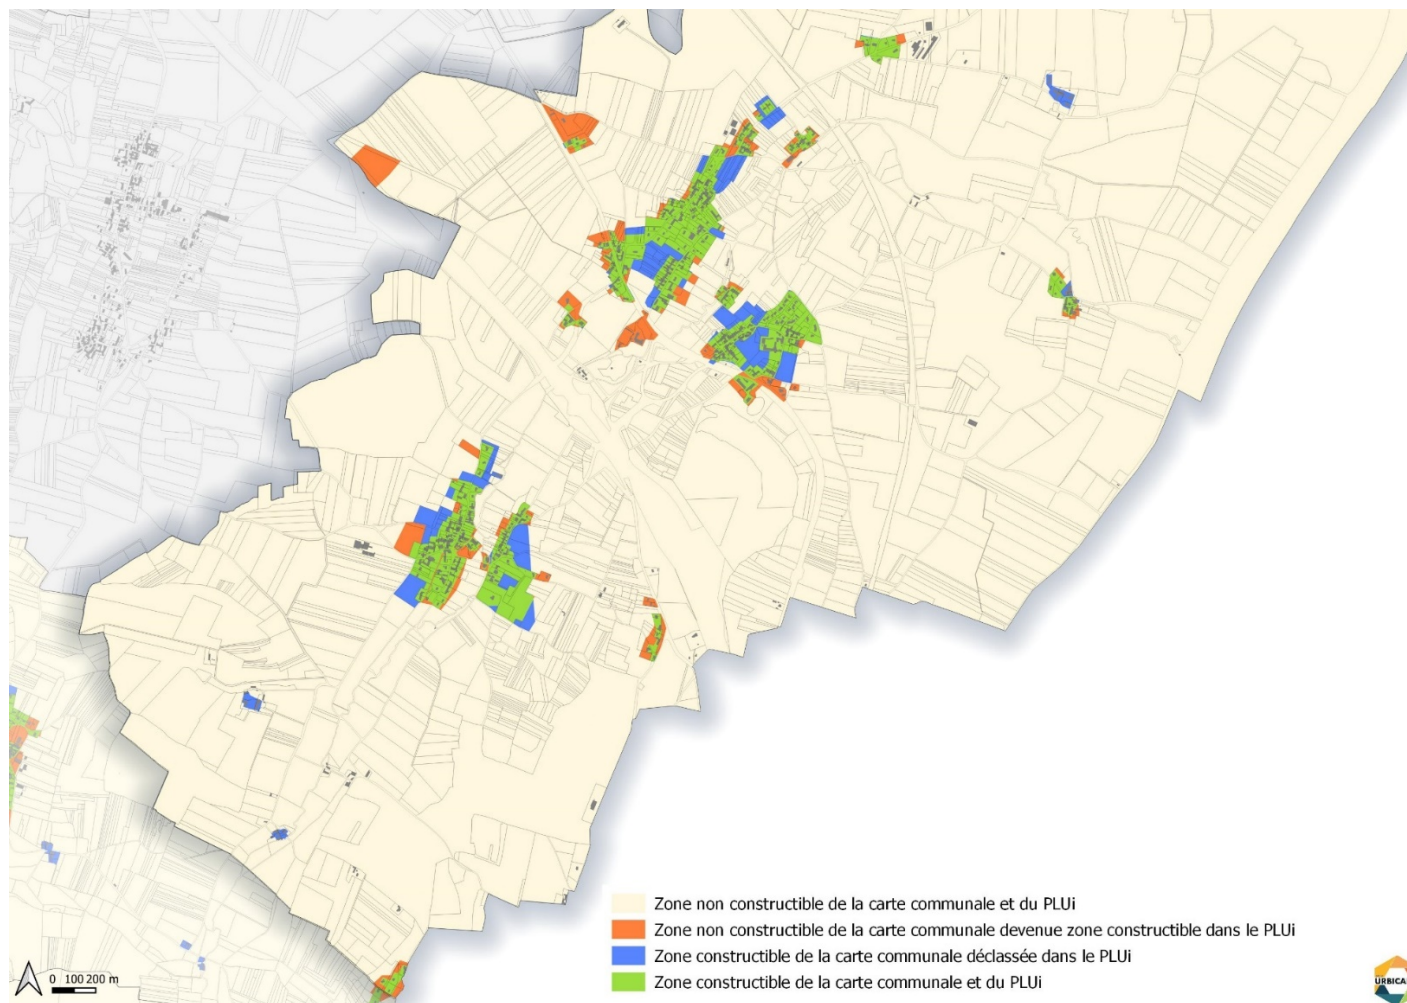 Zone non constructible de la carte communale et du PLUi
Zone non constructible de la carte communale devenue zone constructible dans le PLUi
Zone constructible de la carte communale déclassée dans le PLUi
Zone constructible de la carte communale et du PLUi
0 100 200 m